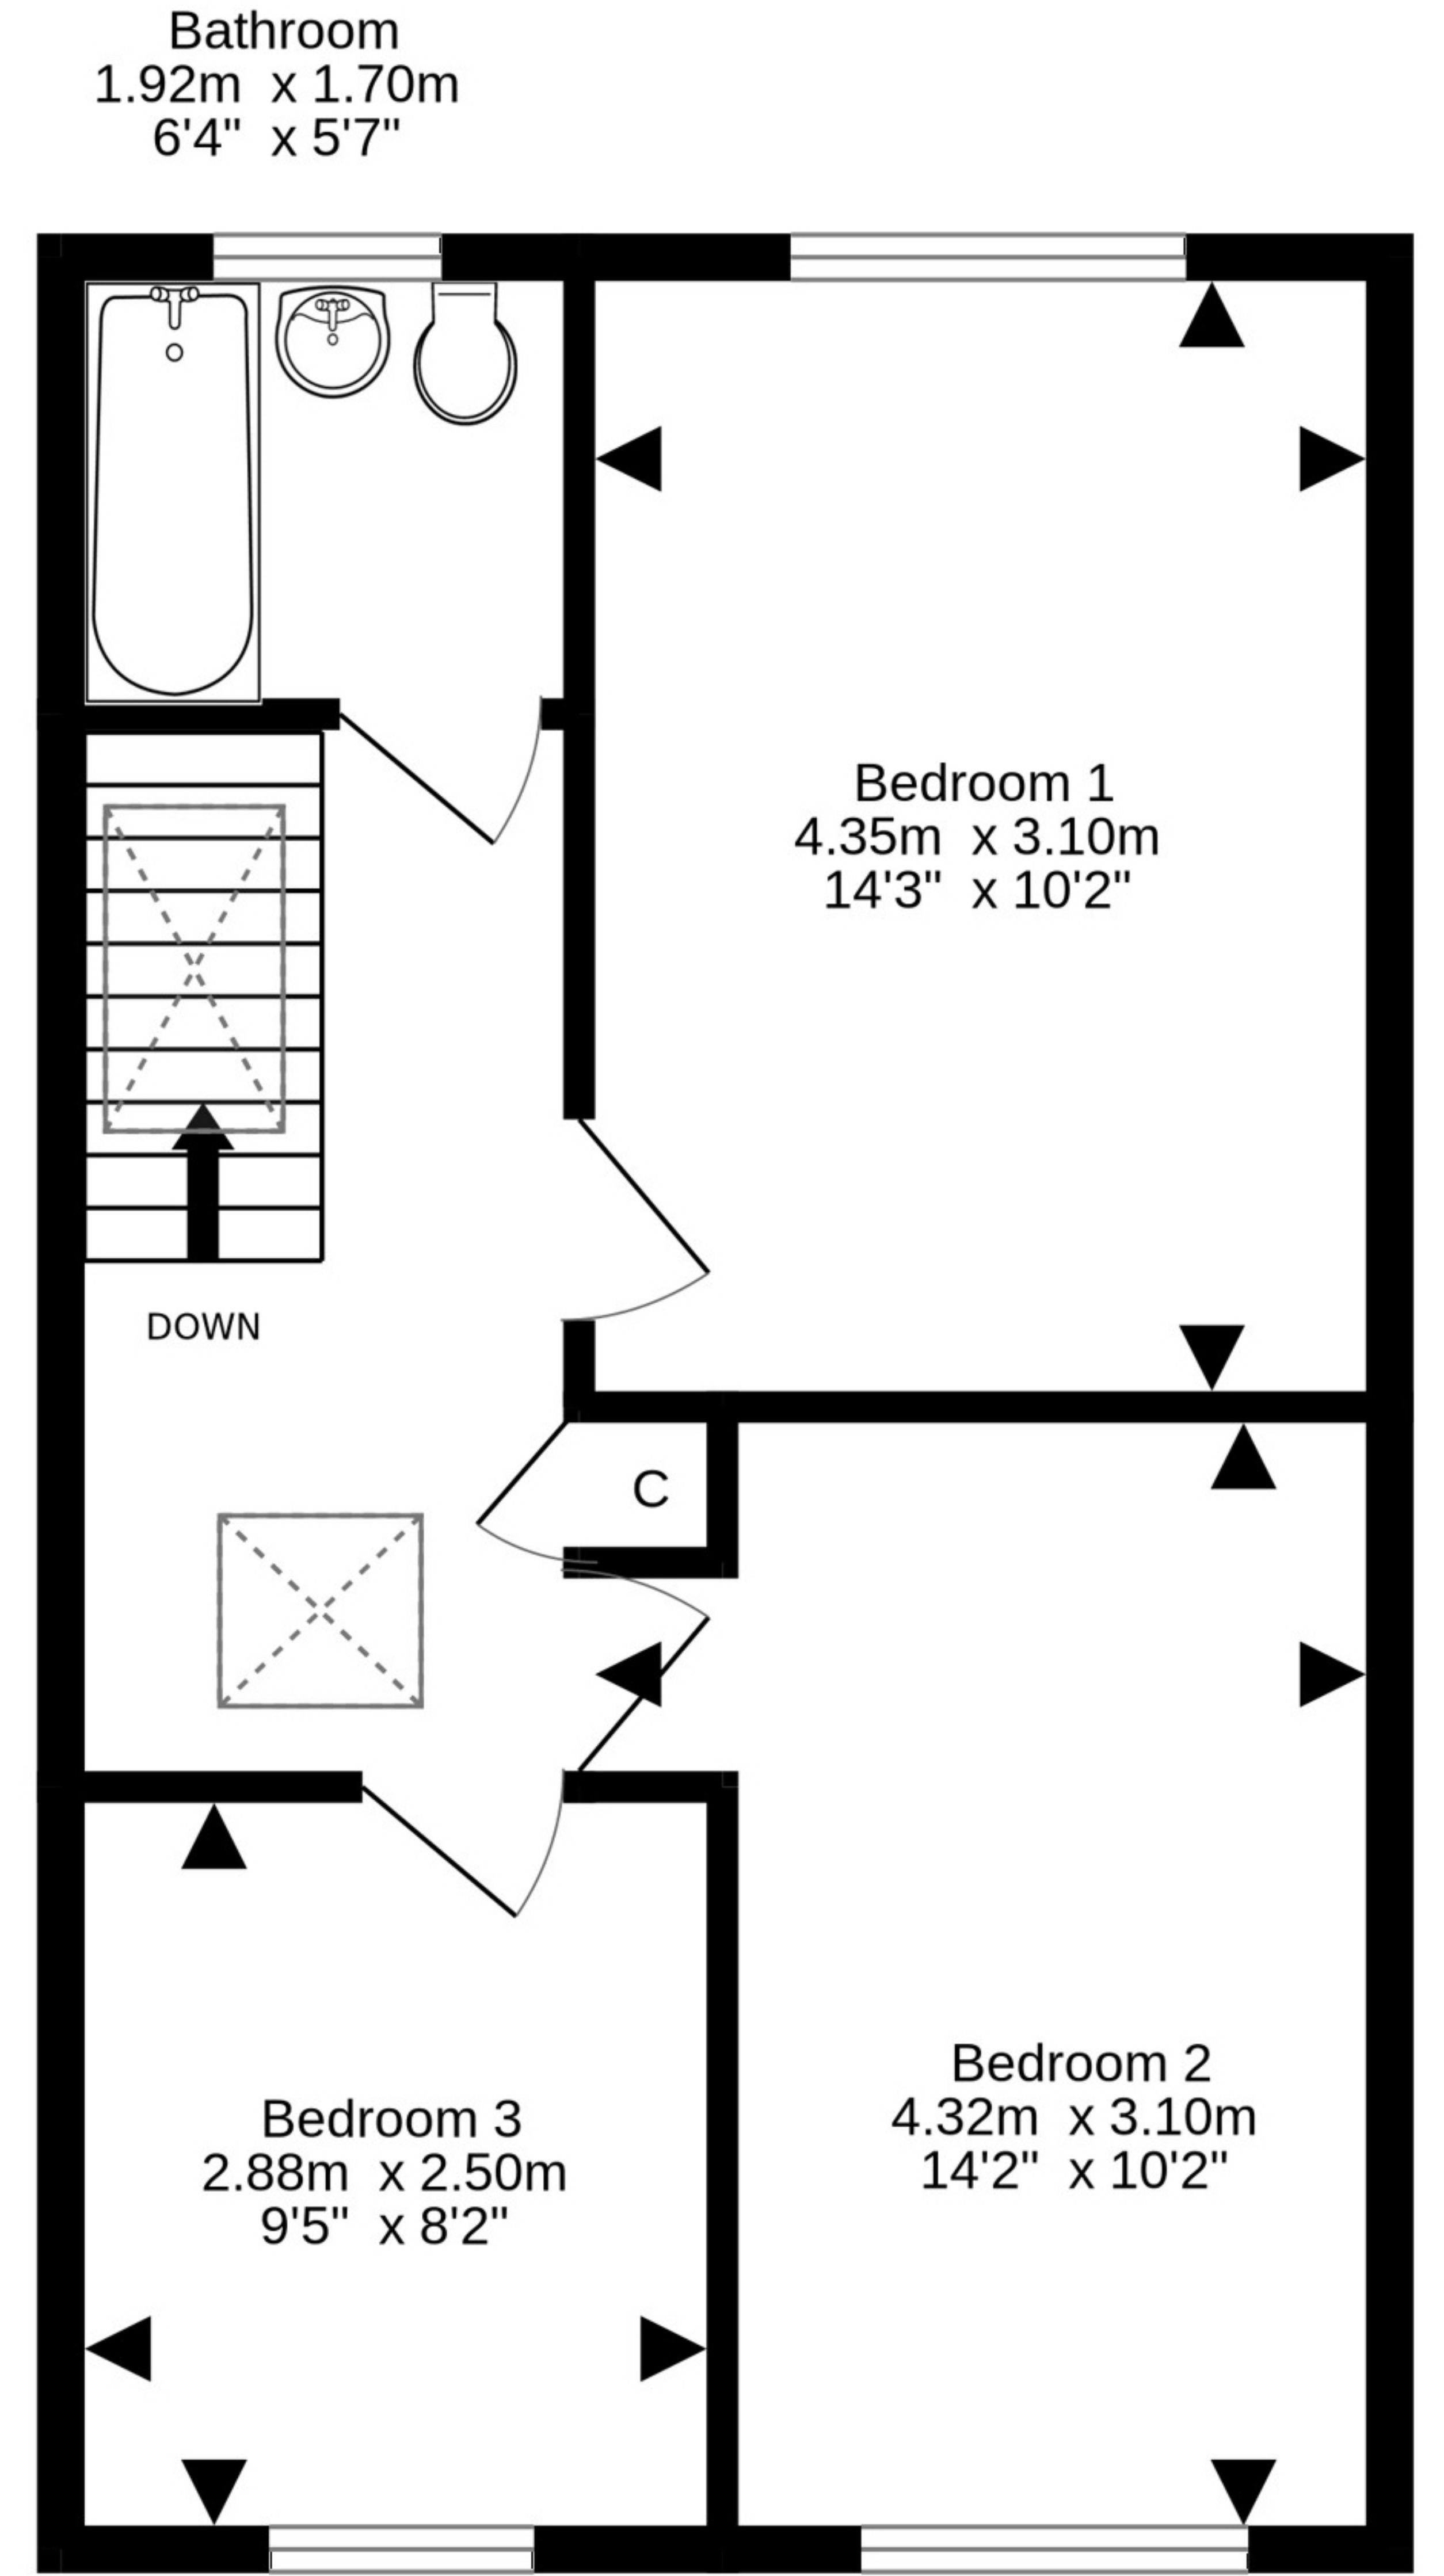 Bathroom
1.92m x 1.70m
6'4" x 5'7"
Bedroom 1
4.35m x 3.10m
14'3" x 10'2"
DOWN
C
Bedroom 2
4.32m x 3.10m
14'2" x 10'2"
Bedroom 3
2.88m x 2.50m
9'5" x 8'2"